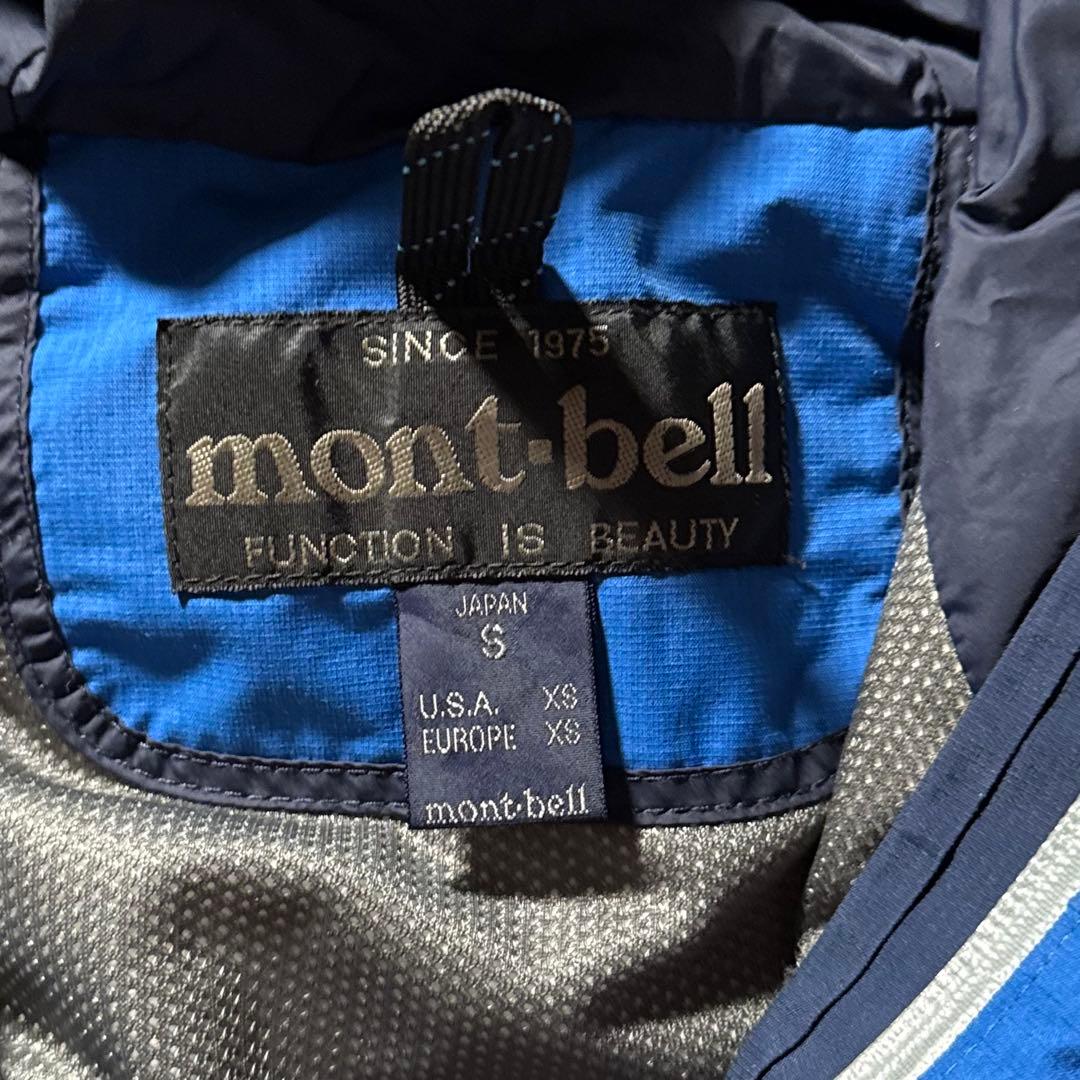 SINCE 1975
mont·bell
FUNCTION IS BEAUTY
JAPAN
S
U.S.A. XS
EUROPE XS
mont·bell